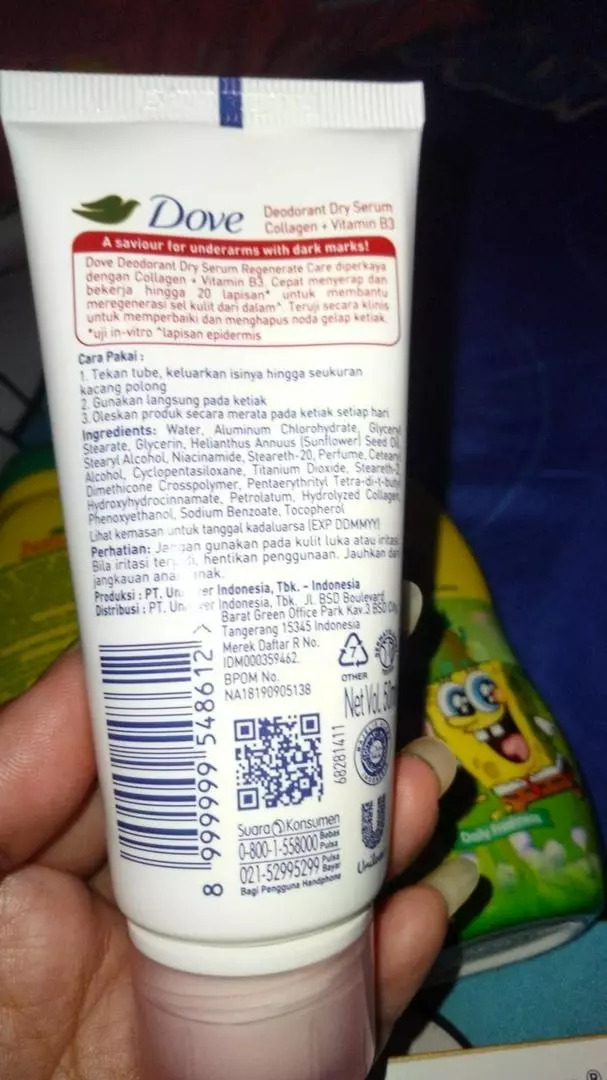 Dove
Deodorant Dry Serum
Collagen + Vitamin B3
A saviour for underarms with dark marks!
Dove Deodorant Dry Serum Regenerate Care diperkaya
dengan Collagen + Vitamin B3. Cepat menyerap dan
bekerja hingga 20 lapisan* untuk membantu
meregenerasi sel kulit dari dalam^. Teruji secara klinis
untuk memperbaiki dan menghapus noda gelap ketiak.
*uji in-vitro ^lapisan epidermis
Cara Pakai :
1. Tekan tube, keluarkan isinya hingga seukuran
kacang polong
2. Gunakan langsung pada ketiak
3. Oleskan produk secara merata pada ketiak setiap hari
Ingredients: Water, Aluminum Chlorohydrate, Glyceryl
Stearate, Glycerin, Helianthus Annuus (Sunflower) Seed Oil,
Stearyl Alcohol, Niacinamide, Steareth-20, Perfume, Cetearyl
Alcohol, Cyclopentasiloxane, Titanium Dioxide, Steareth-2,
Dimethicone Crosspolymer, Pentaerythrityl Tetra-di-t-butyl
Hydroxyhydrocinnamate, Petrolatum, Hydrolyzed Collagen,
Phenoxyethanol, Sodium Benzoate, Tocopherol
Lihat kemasan untuk tanggal kadaluarsa (EXP DDMMYY)
Perhatian: Jangan gunakan pada kulit luka atau iritasi.
Bila iritasi hentikan penggunaan. Jauhkan dari
jangkauan
Produksi : PT. Indonesia, Tbk. - Indonesia
Distribusi : PT. Indonesia, Tbk. Jl. BSD Boulevard
Barat Green Office Park Kav.3 BSD City
Tangerang 15345 Indonesia
Merek Daftar R No.
IDM000359462
BPOM No.
NA18190905138
7
OTHER
Net Vol.
68281411
8 999999 548612 >
Suara Konsumen
0-800-1-558000 Bebas Pulsa
021-52995299 Pulsa Bayar
Bagi Pengguna Handphone
Unilever
Daily